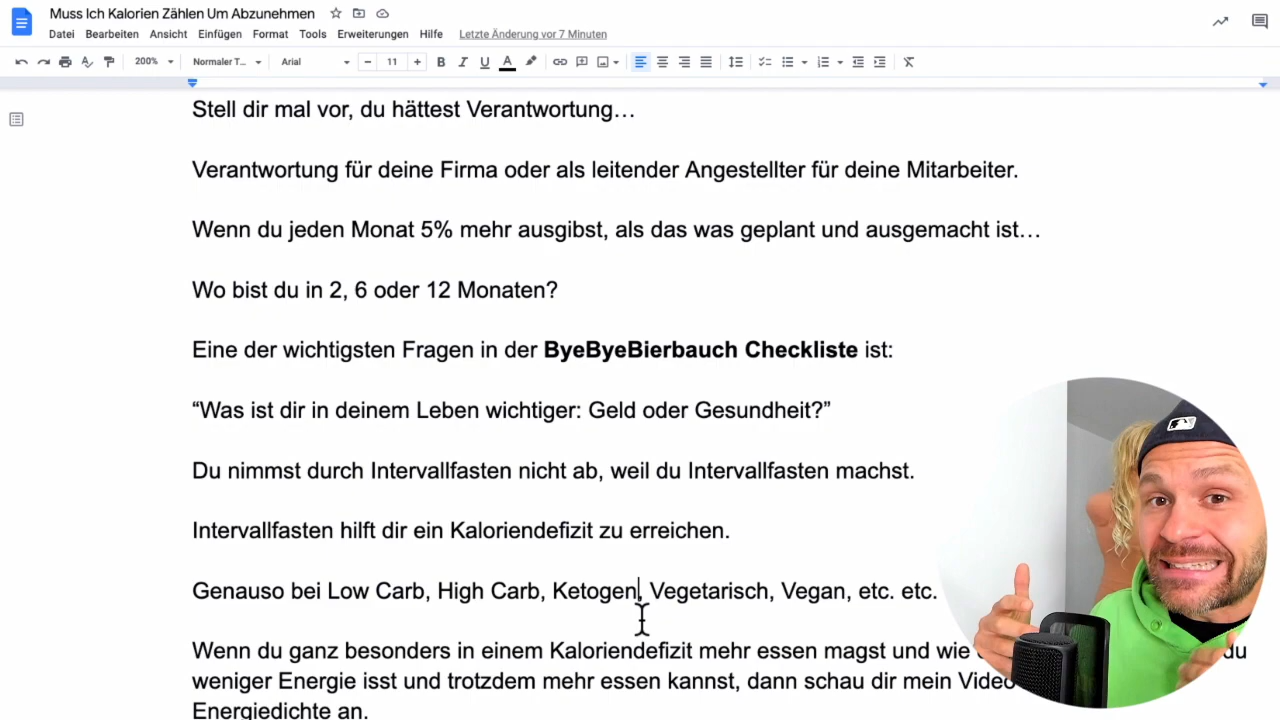 Muss Ich Kalorien Zählen Um Abzunehmen
Datei Bearbeiten Ansicht Einfügen Format Tools Erweiterungen Hilfe Letzte Änderung vor 7 Minuten
200% Normaler T... Arial 11
Stell dir mal vor, du hättest Verantwortung…
Verantwortung für deine Firma oder als leitender Angestellter für deine Mitarbeiter.
Wenn du jeden Monat 5% mehr ausgibst, als das was geplant und ausgemacht ist…
Wo bist du in 2, 6 oder 12 Monaten?
Eine der wichtigsten Fragen in der ByeByeBierbauch Checkliste ist:
“Was ist dir in deinem Leben wichtiger: Geld oder Gesundheit?”
Du nimmst durch Intervallfasten nicht ab, weil du Intervallfasten machst.
Intervallfasten hilft dir ein Kaloriendefizit zu erreichen.
Genauso bei Low Carb, High Carb, Ketogen, Vegetarisch, Vegan, etc. etc.
Wenn du ganz besonders in einem Kaloriendefizit mehr essen magst und wie du
weniger Energie isst und trotzdem mehr essen kannst, dann schau dir mein Video
Energiedichte an.